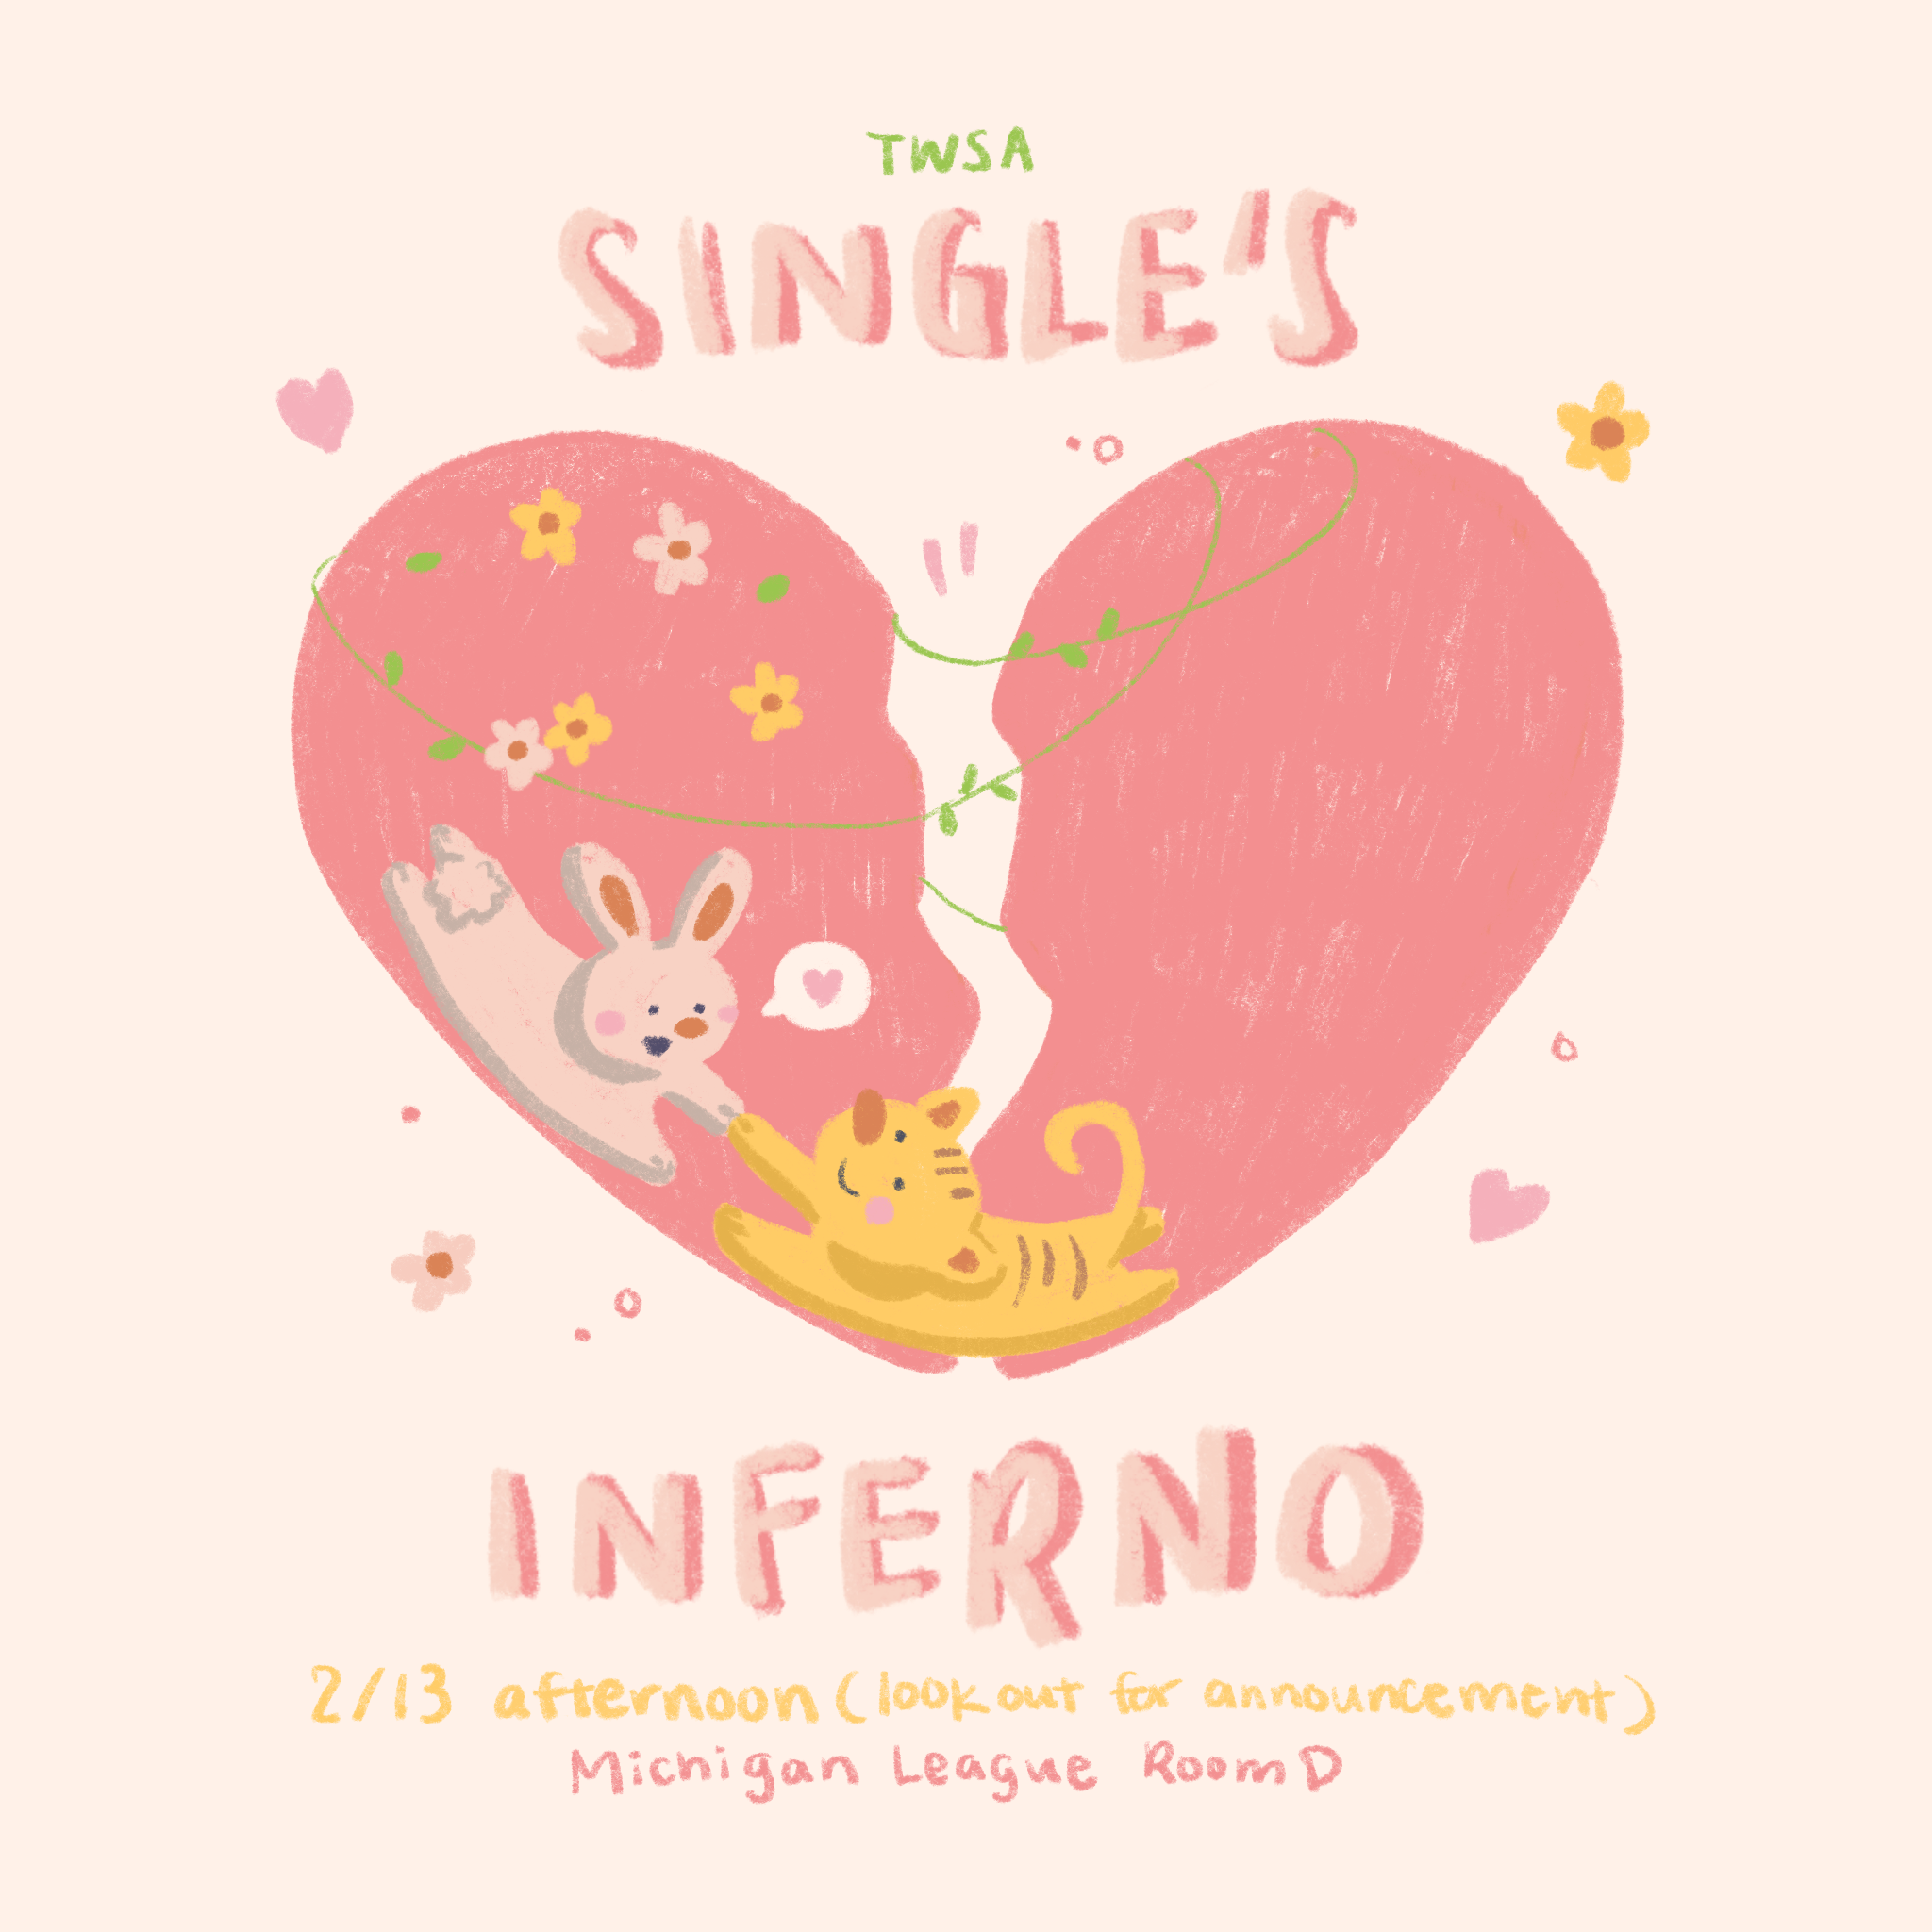 TWSA
SINGLE'S
INFERNO
2/13 afternoon (look out for announcement)
Michigan League Room D